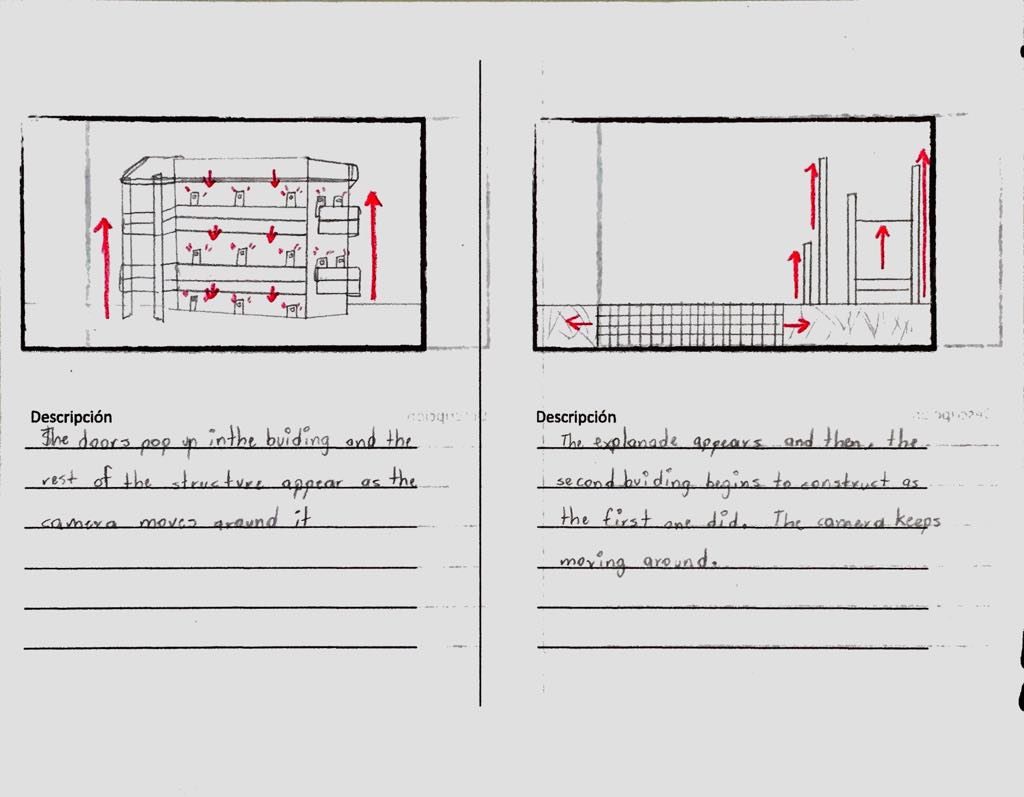 Descripción
The doors pop up inthe buiding and the
rest of the structure appear as the
camera moves around it
Descripción
The explanade appears and then, the
second buiding begins to construct as
the first one did. The camera keeps
moving around.